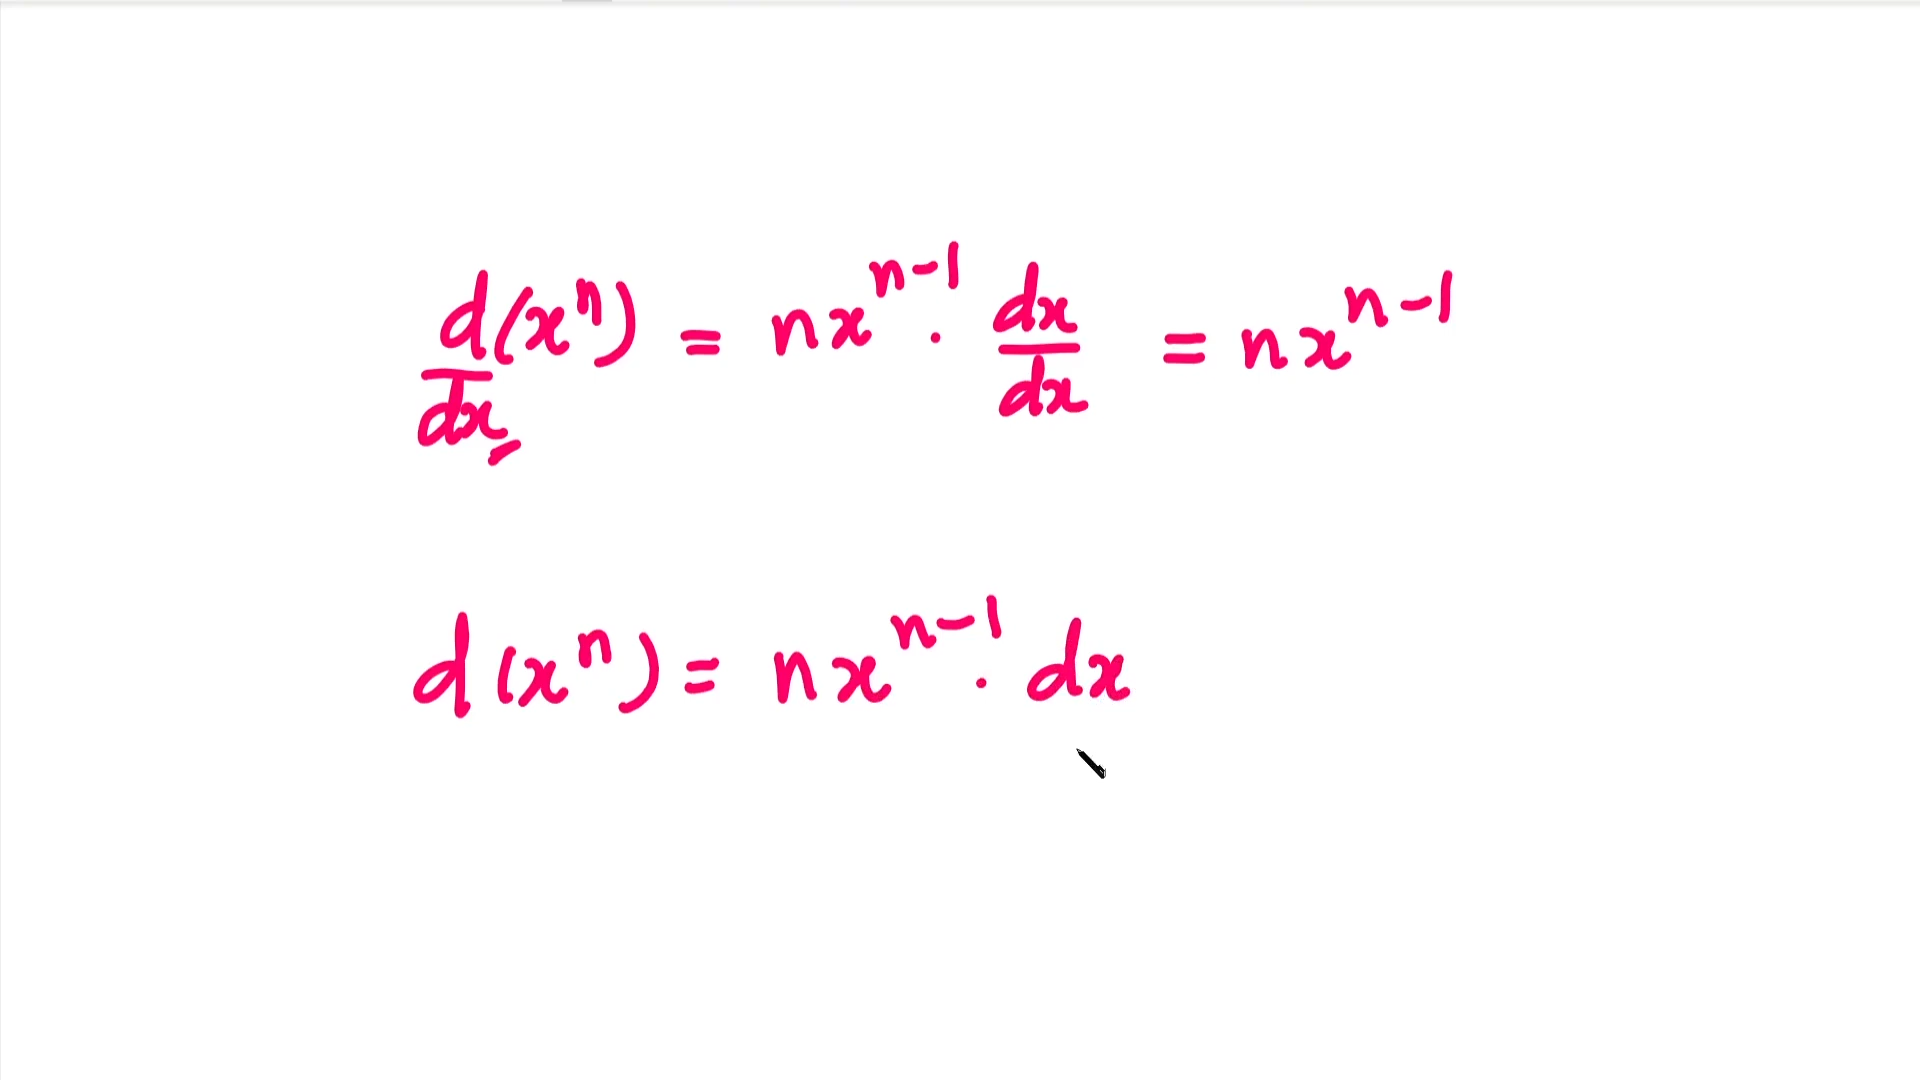 d/dx (xⁿ) = nxⁿ⁻¹ · dx/dx = nxⁿ⁻¹
d(xⁿ) = nxⁿ⁻¹ · dx